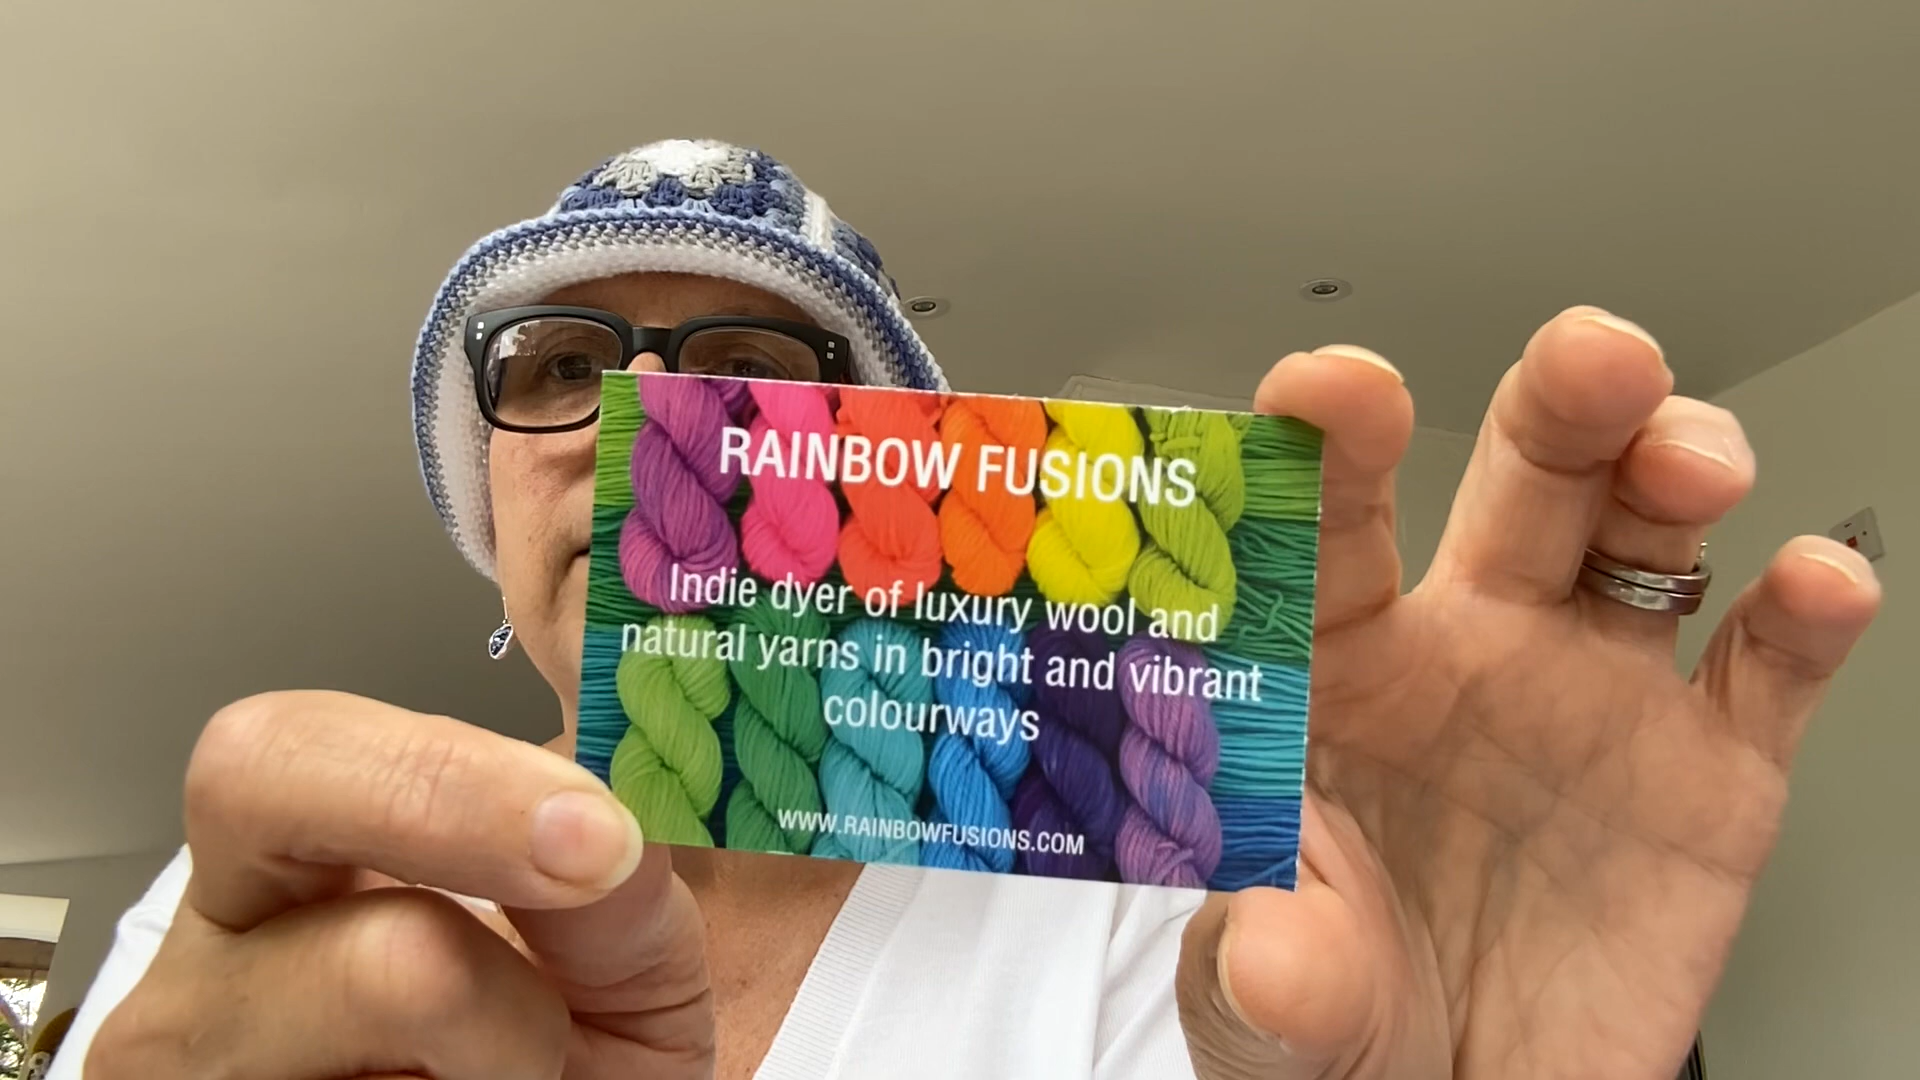 RAINBOW FUSIONS
Indie dyer of luxury wool and
natural yarns in bright and vibrant
colourways
WWW.RAINBOWFUSIONS.COM